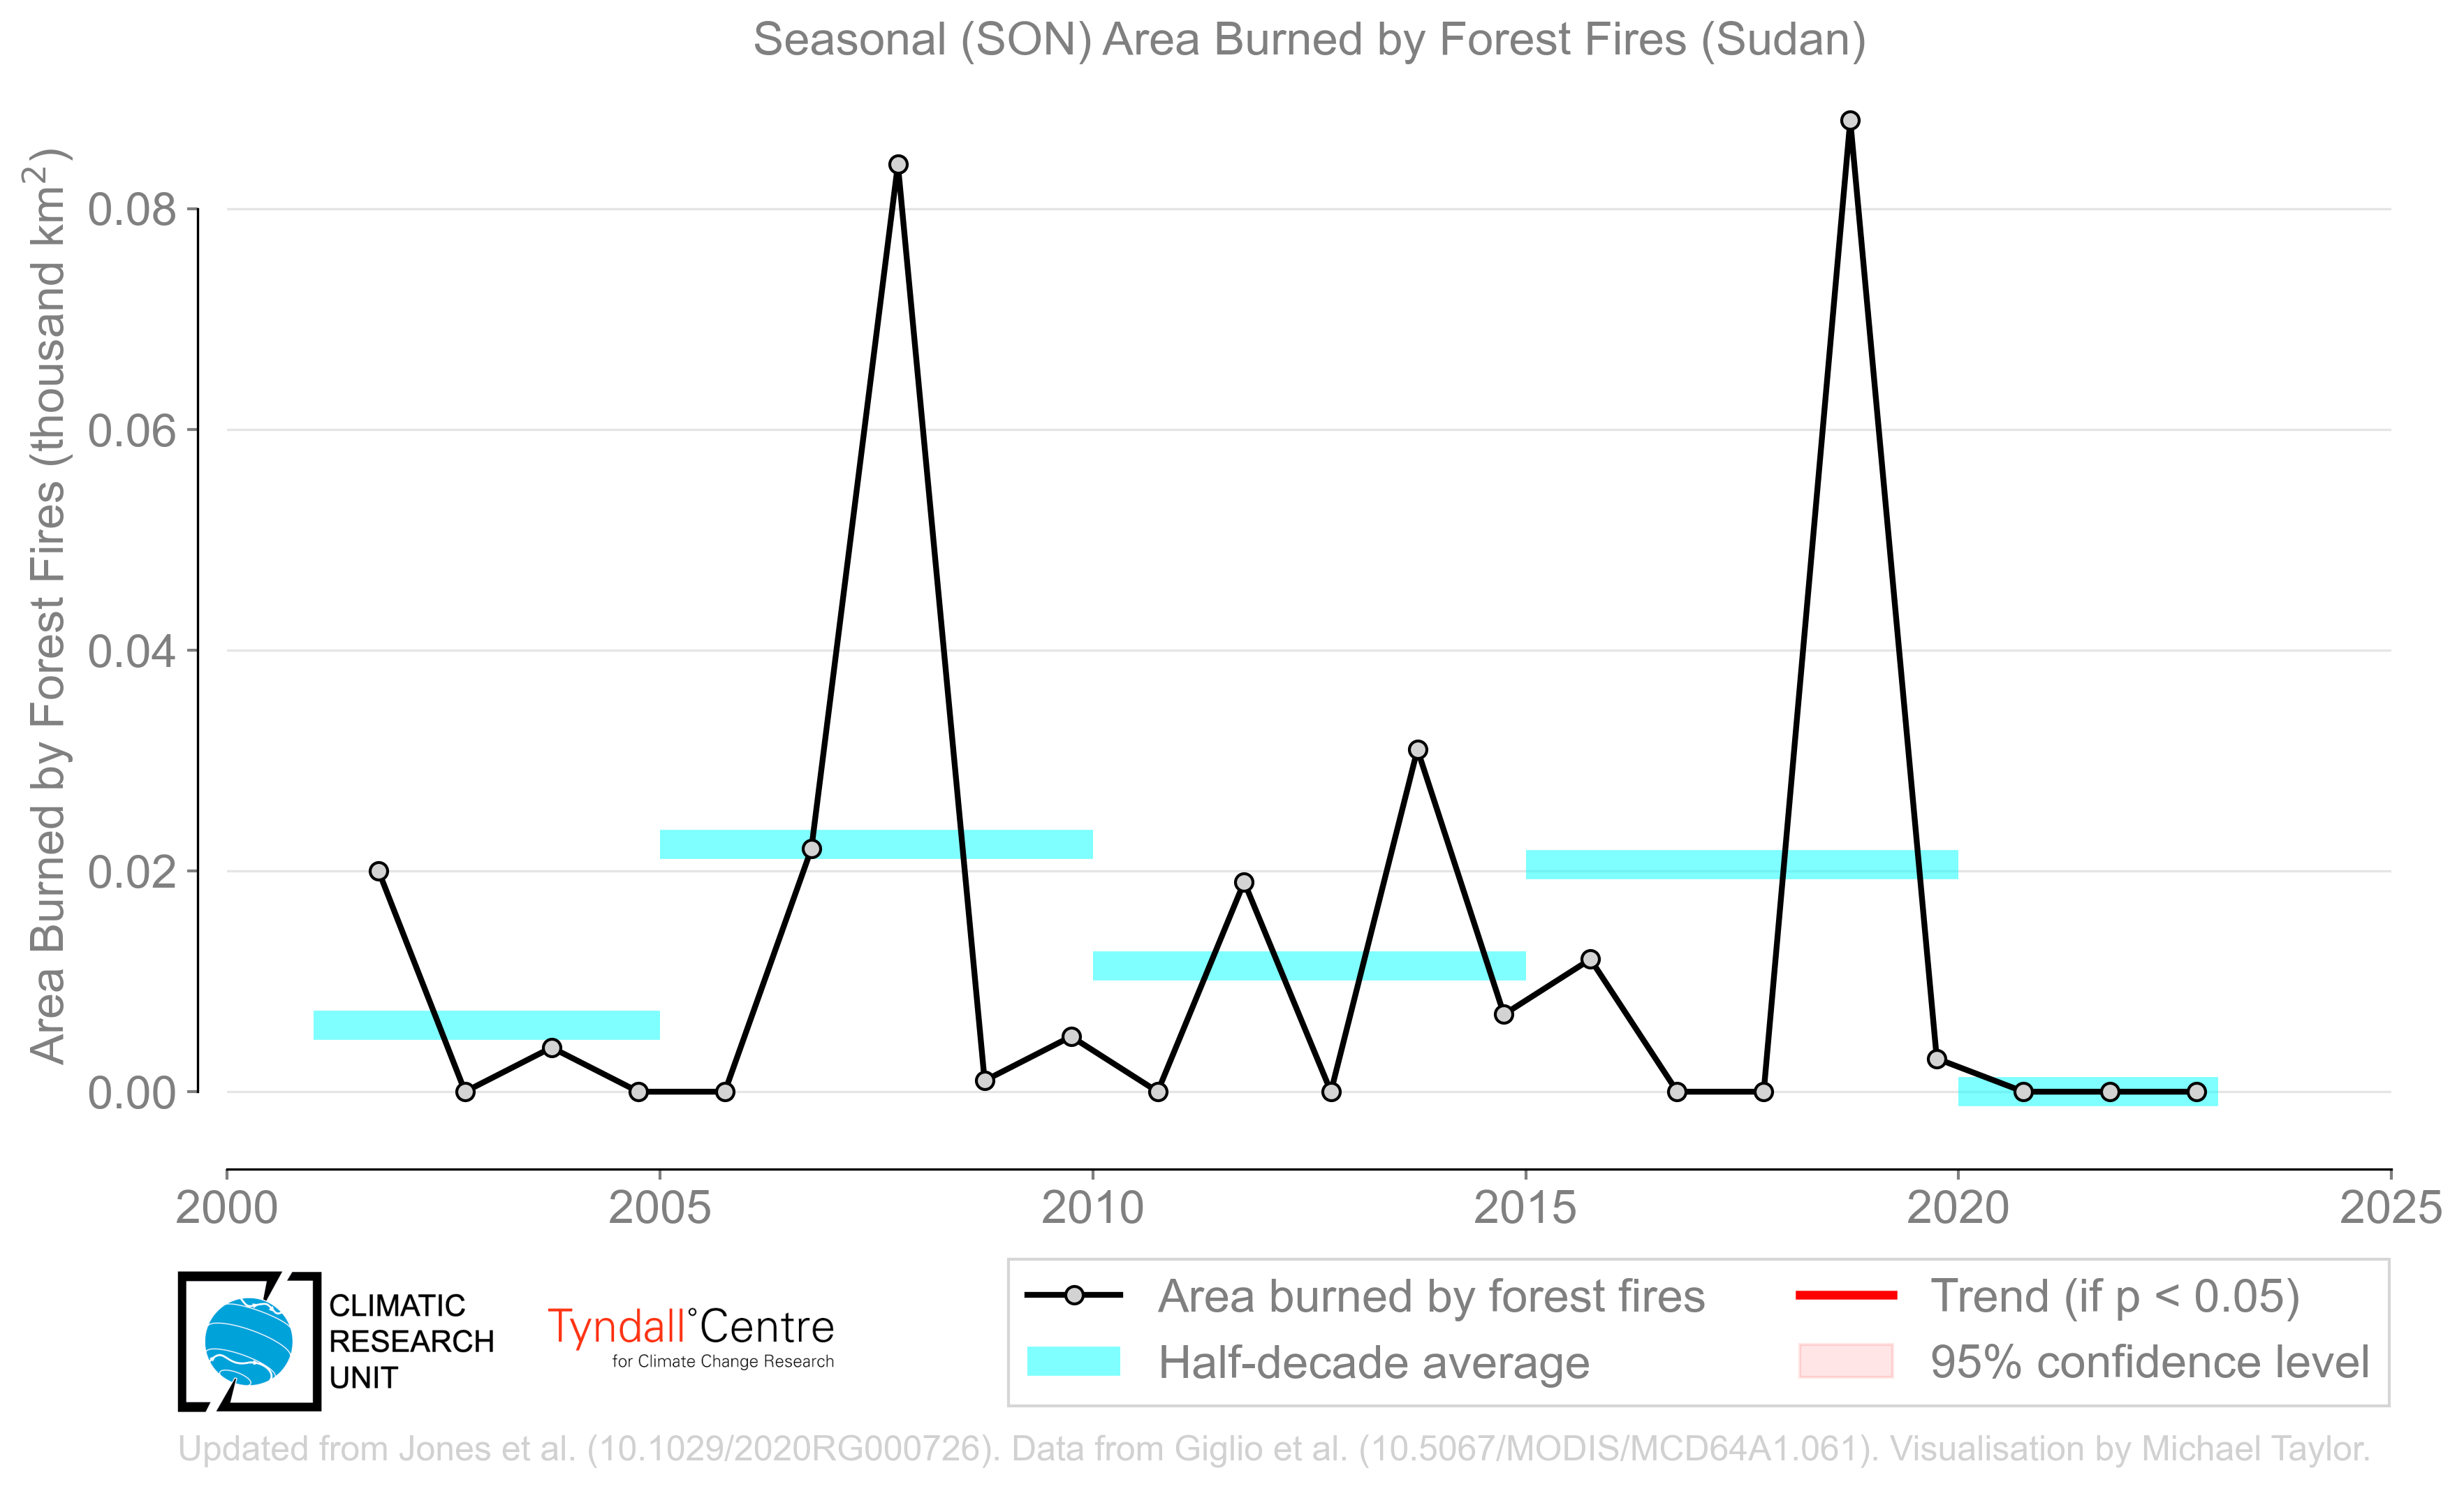 Seasonal (SON) Area Burned by Forest Fires (Sudan)
Area Burned by Forest Fires (thousand km²)
0.08
0.06
0.04
0.02
0.00
2000 2005 2010 2015 2020 2025
CLIMATIC
RESEARCH
UNIT
Tyndall°Centre
for Climate Change Research
Area burned by forest fires
Half-decade average
Trend (if p < 0.05)
95% confidence level
Updated from Jones et al. (10.1029/2020RG000726). Data from Giglio et al. (10.5067/MODIS/MCD64A1.061). Visualisation by Michael Taylor.